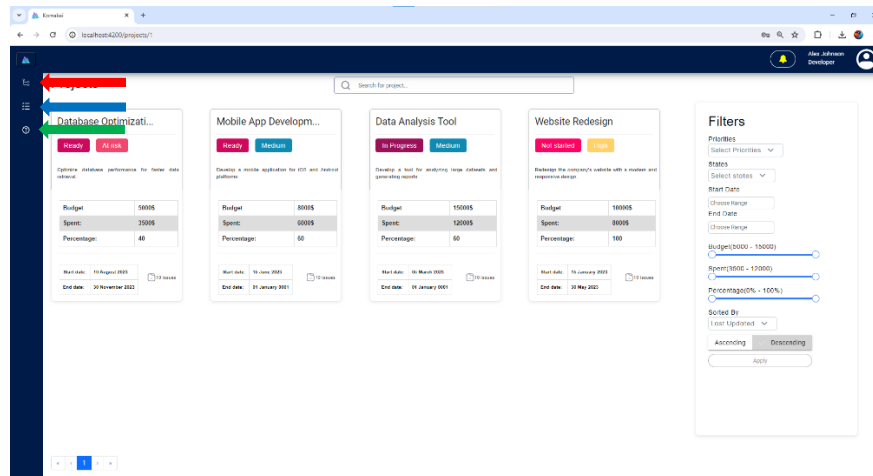 Komakai
localhost:4200/projects/1
Alex Johnson
Developer
Projects
Search for project...
Database Optimizati...
Ready
At risk
Optimize database performance for faster data
retrieval.
Budget 5000$
Spent: 3500$
Percentage: 40
Start date: 10 August 2023
End date: 30 November 2023
10 issues
Mobile App Developm...
Ready
Medium
Develop a mobile application for iOS and Android
platforms
Budget 8000$
Spent: 6000$
Percentage: 60
Start date: 15 June 2023
End date: 01 January 0001
10 issues
Data Analysis Tool
In Progress
Medium
Develop a tool for analyzing large datasets and
generating reports
Budget 15000$
Spent: 12000$
Percentage: 60
Start date: 05 March 2023
End date: 01 January 0001
10 issues
Website Redesign
Not started
High
Redesign the company's website with a modern and
responsive design
Budget 10000$
Spent: 8000$
Percentage: 100
Start date: 15 January 2023
End date: 30 May 2023
10 issues
Filters
Priorities
Select Priorities
States
Select states
Start Date
Choose Range
End Date
Choose Range
Budget(5000 - 15000)
Spent(3500 - 12000)
Percentage(0% - 100%)
Sorted By
Last Updated
Ascending
Descending
Apply
« ‹ 1 › »